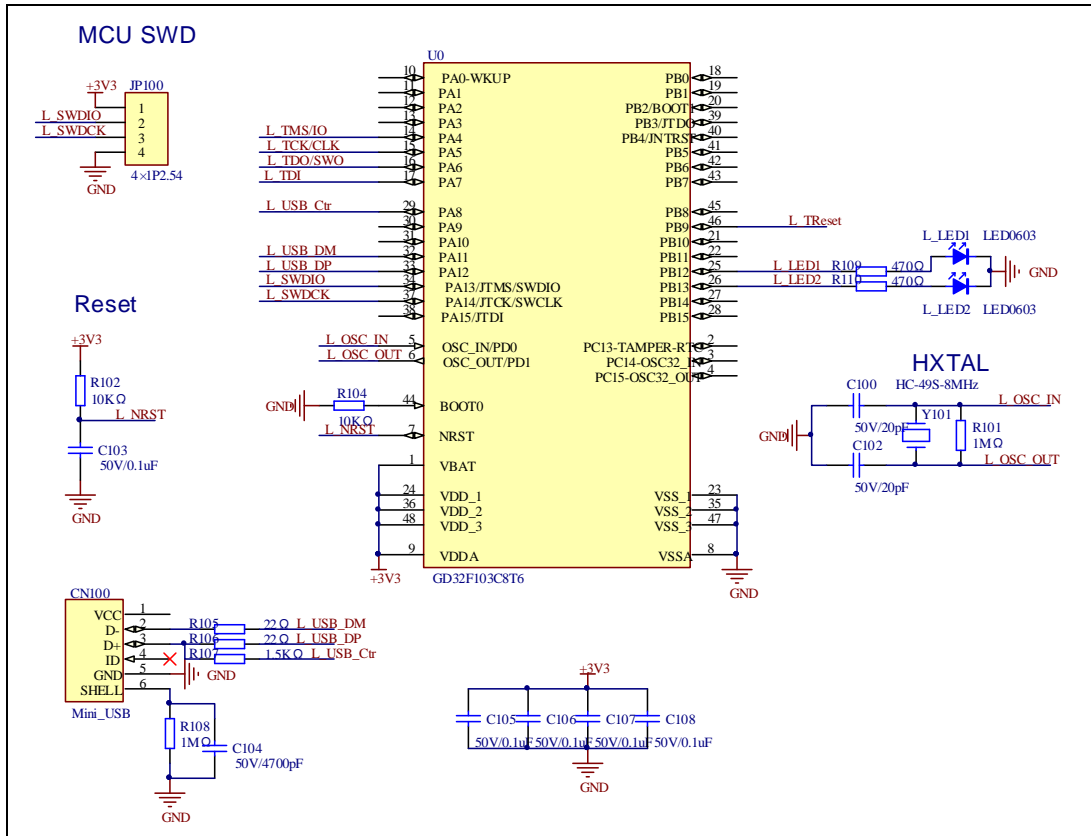 MCU SWD
JP100
+3V3
1
L_SWDIO
2
L_SWDCK
3
4
GND
4×1P2.54
Reset
+3V3
R102
10KΩ
L_NRST
C103
50V/0.1uF
GND
U0
10 PA0-WKUP
11 PA1
12 PA2
13 PA3
L_TMS/IO 14 PA4
L_TCK/CLK 15 PA5
L_TDO/SWO 16 PA6
L_TDI 17 PA7
L_USB_Ctr 29 PA8
30 PA9
31 PA10
L_USB_DM 32 PA11
L_USB_DP 33 PA12
L_SWDIO 34 PA13/JTMS/SWDIO
L_SWDCK 37 PA14/JTCK/SWCLK
38 PA15/JTDI
L_OSC_IN 5 OSC_IN/PD0
L_OSC_OUT 6 OSC_OUT/PD1
R104
GND 44 BOOT0
10KΩ
L_NRST 7 NRST
1 VBAT
24 VDD_1
36 VDD_2
48 VDD_3
9 VDDA
+3V3
GD32F103C8T6
PB0 18
PB1 19
PB2/BOOT1 20
PB3/JTDO 39
PB4/JNTRST 40
PB5 41
PB6 42
PB7 43
PB8 45
PB9 46 L_TReset
PB10 21
PB11 22
PB12 25 L_LED1 R109 470Ω
PB13 26 L_LED2 R110 470Ω
PB14 27
PB15 28
PC13-TAMPER-RTC 2
PC14-OSC32_IN 3
PC15-OSC32_OUT 4
VSS_1 23
VSS_2 35
VSS_3 47
VSSA 8
GND
L_LED1 LED0603
GND
L_LED2 LED0603
HXTAL
C100 HC-49S-8MHz
L_OSC_IN
50V/20pF Y101
GND
R101
C102
1MΩ
L_OSC_OUT
50V/20pF
CN100
VCC 1
D- 2 R105 22Ω L_USB_DM
D+ 3 R106 22Ω L_USB_DP
ID 4 R107 1.5KΩ L_USB_Ctr
GND 5 GND
SHELL 6
Mini_USB
R108
1MΩ
C104
50V/4700pF
GND
+3V3
C105 C106 C107 C108
50V/0.1uF 50V/0.1uF 50V/0.1uF 50V/0.1uF
GND